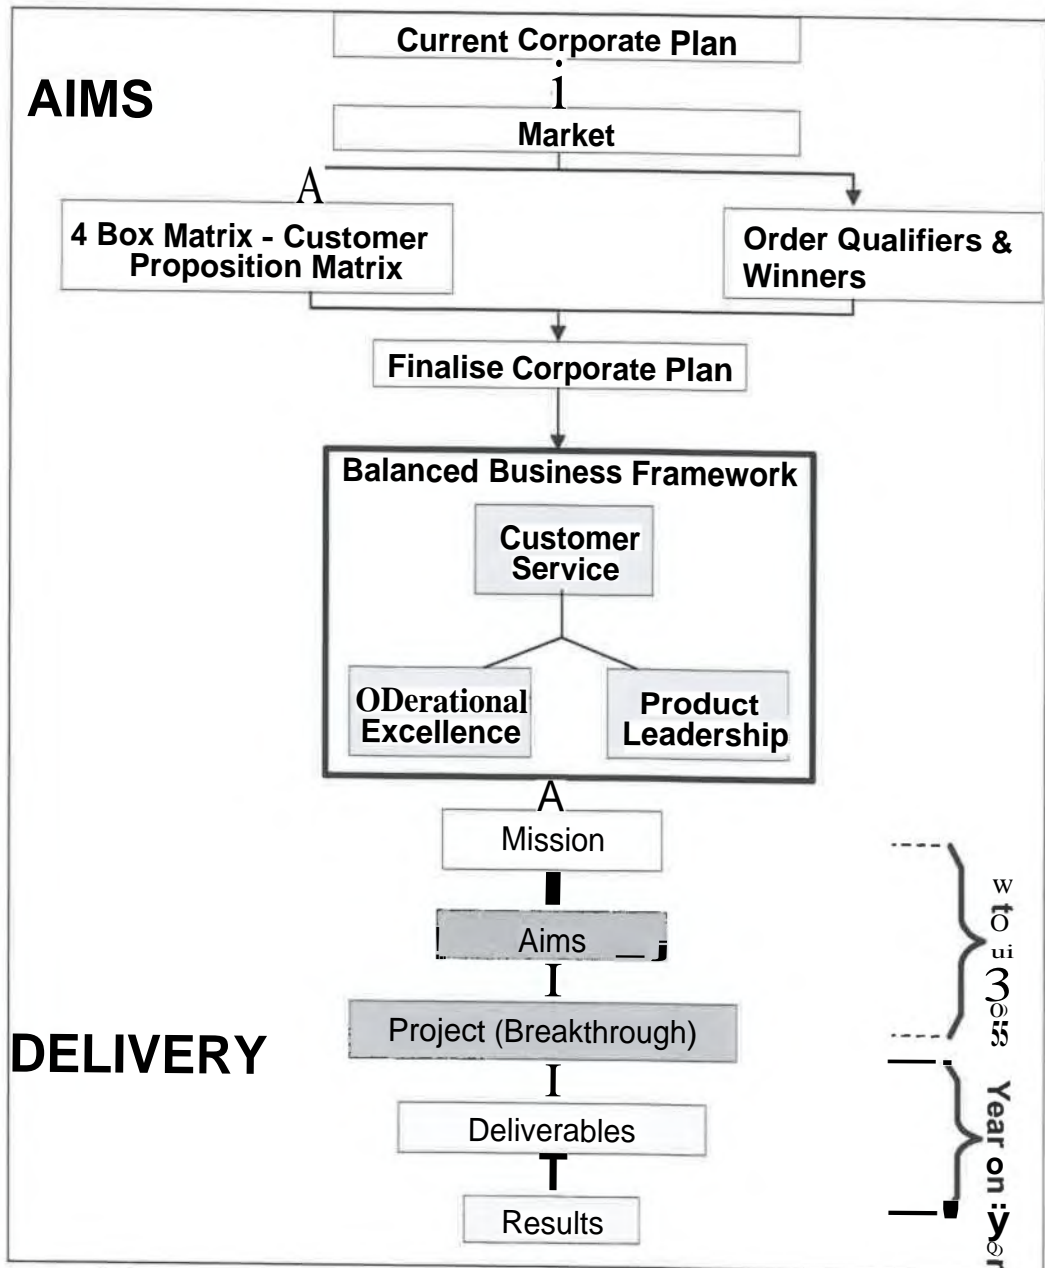 Current Corporate Plan
AIMS
Market
4 Box Matrix - Customer
Proposition Matrix
Order Qualifiers &
Winners
Finalise Corporate Plan
Balanced Business Framework
Customer
Service
ODerational
Excellence
Product
Leadership
Mission
Aims
Project (Breakthrough)
DELIVERY
Deliverables
Results
Year on